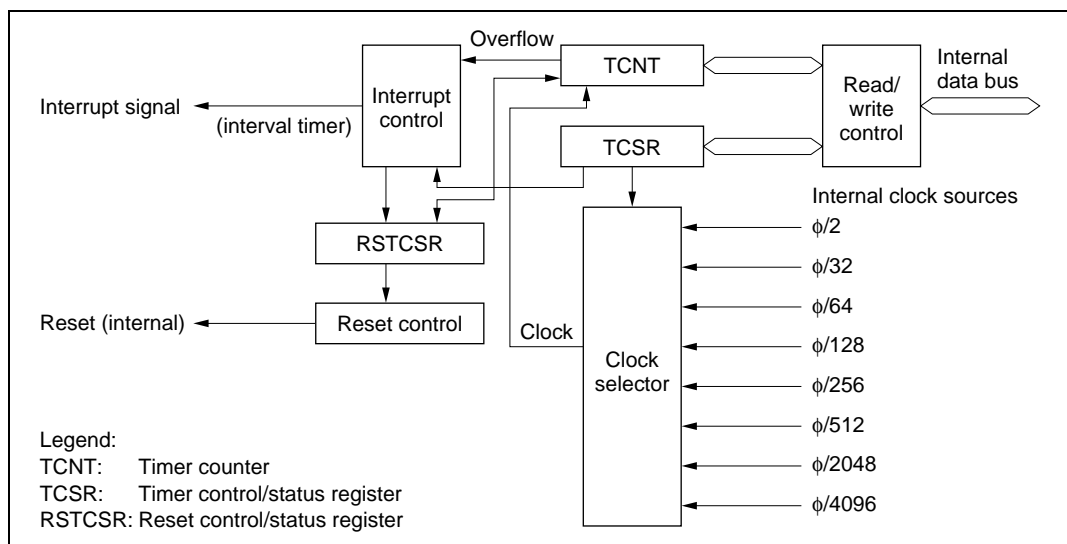 Overflow
TCNT
Interrupt
control
Read/
write
control
Internal
data bus
Interrupt signal
(interval timer)
TCSR
Internal clock sources
RSTCSR
Reset control
Reset (internal)
Clock
Clock
selector
ϕ/2
ϕ/32
ϕ/64
ϕ/128
ϕ/256
ϕ/512
ϕ/2048
ϕ/4096
Legend:
TCNT: Timer counter
TCSR: Timer control/status register
RSTCSR: Reset control/status register